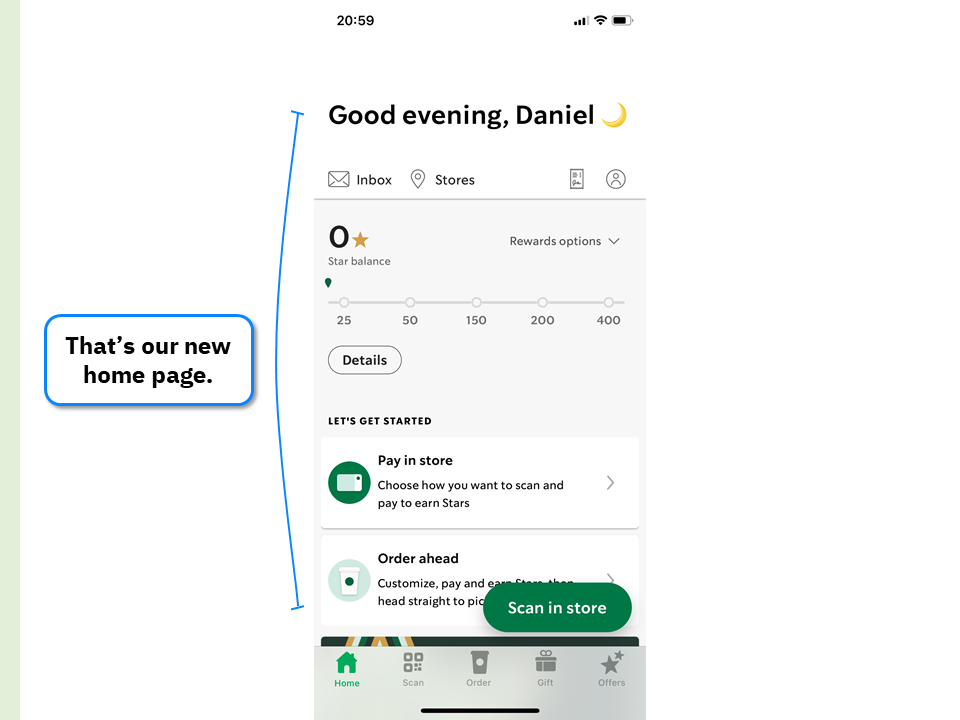 20:59
Good evening, Daniel 🌙
Inbox Stores
0
Rewards options
Star balance
25 50 150 200 400
Details
That's our new
home page.
LET'S GET STARTED
Pay in store
Choose how you want to scan and
pay to earn Stars
Order ahead
Customize, pay and earn Stars, then
head straight to pic
Scan in store
Home Scan Order Gift Offers